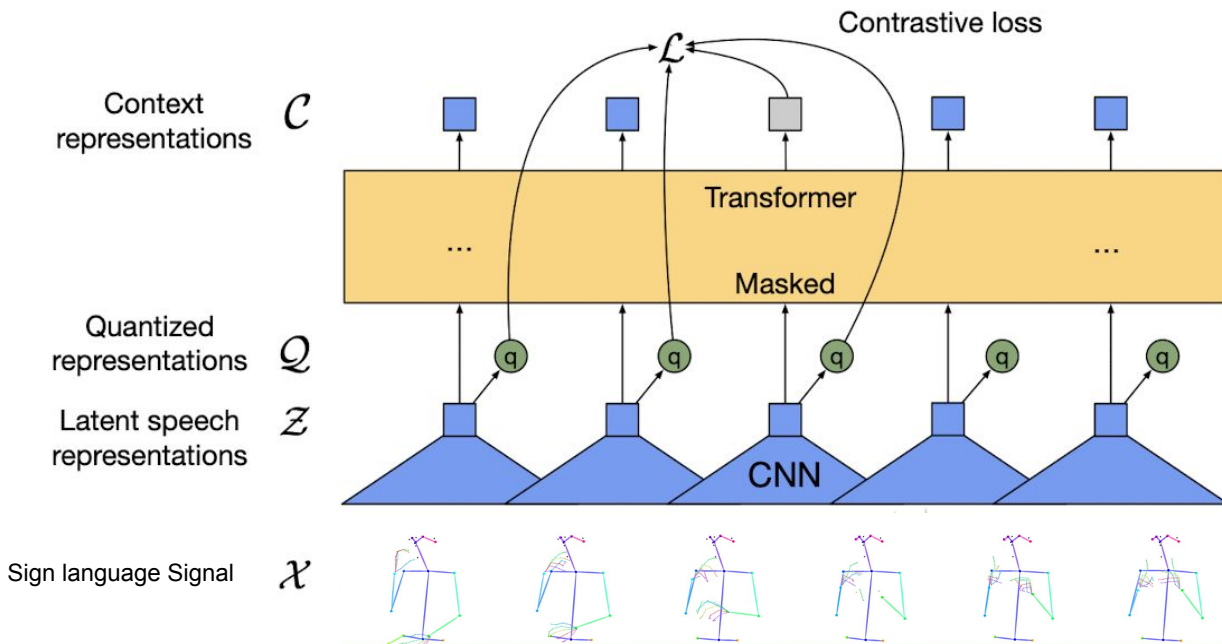 Contrastive loss
ℒ
Context
representations
𝒞
Transformer
...
...
Masked
Quantized
representations
𝒬
q
q
q
q
q
Latent speech
representations
𝒵
CNN
Sign language Signal
𝒳